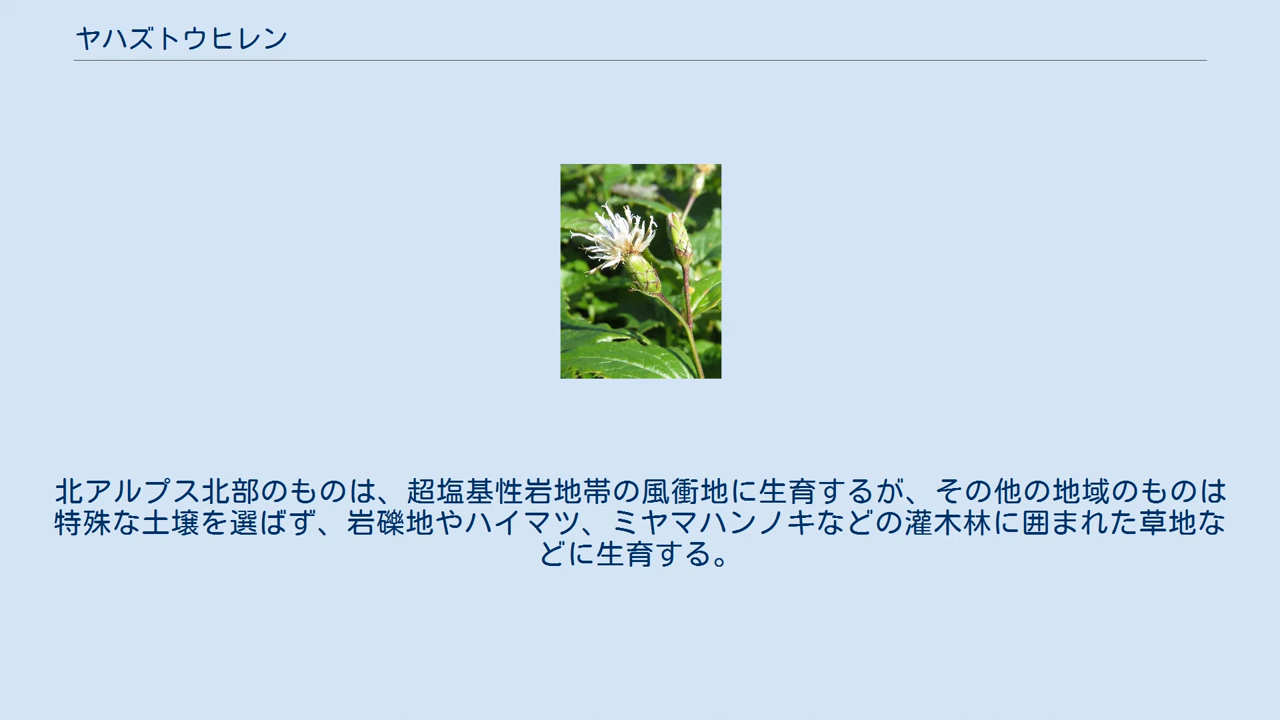 ヤハズトウヒレン
北アルプス北部のものは、超塩基性岩地帯の風衝地に生育するが、その他の地域のものは
特殊な土壌を選ばず、岩礫地やハイマツ、ミヤマハンノキなどの灌木林に囲まれた草地な
どに生育する。